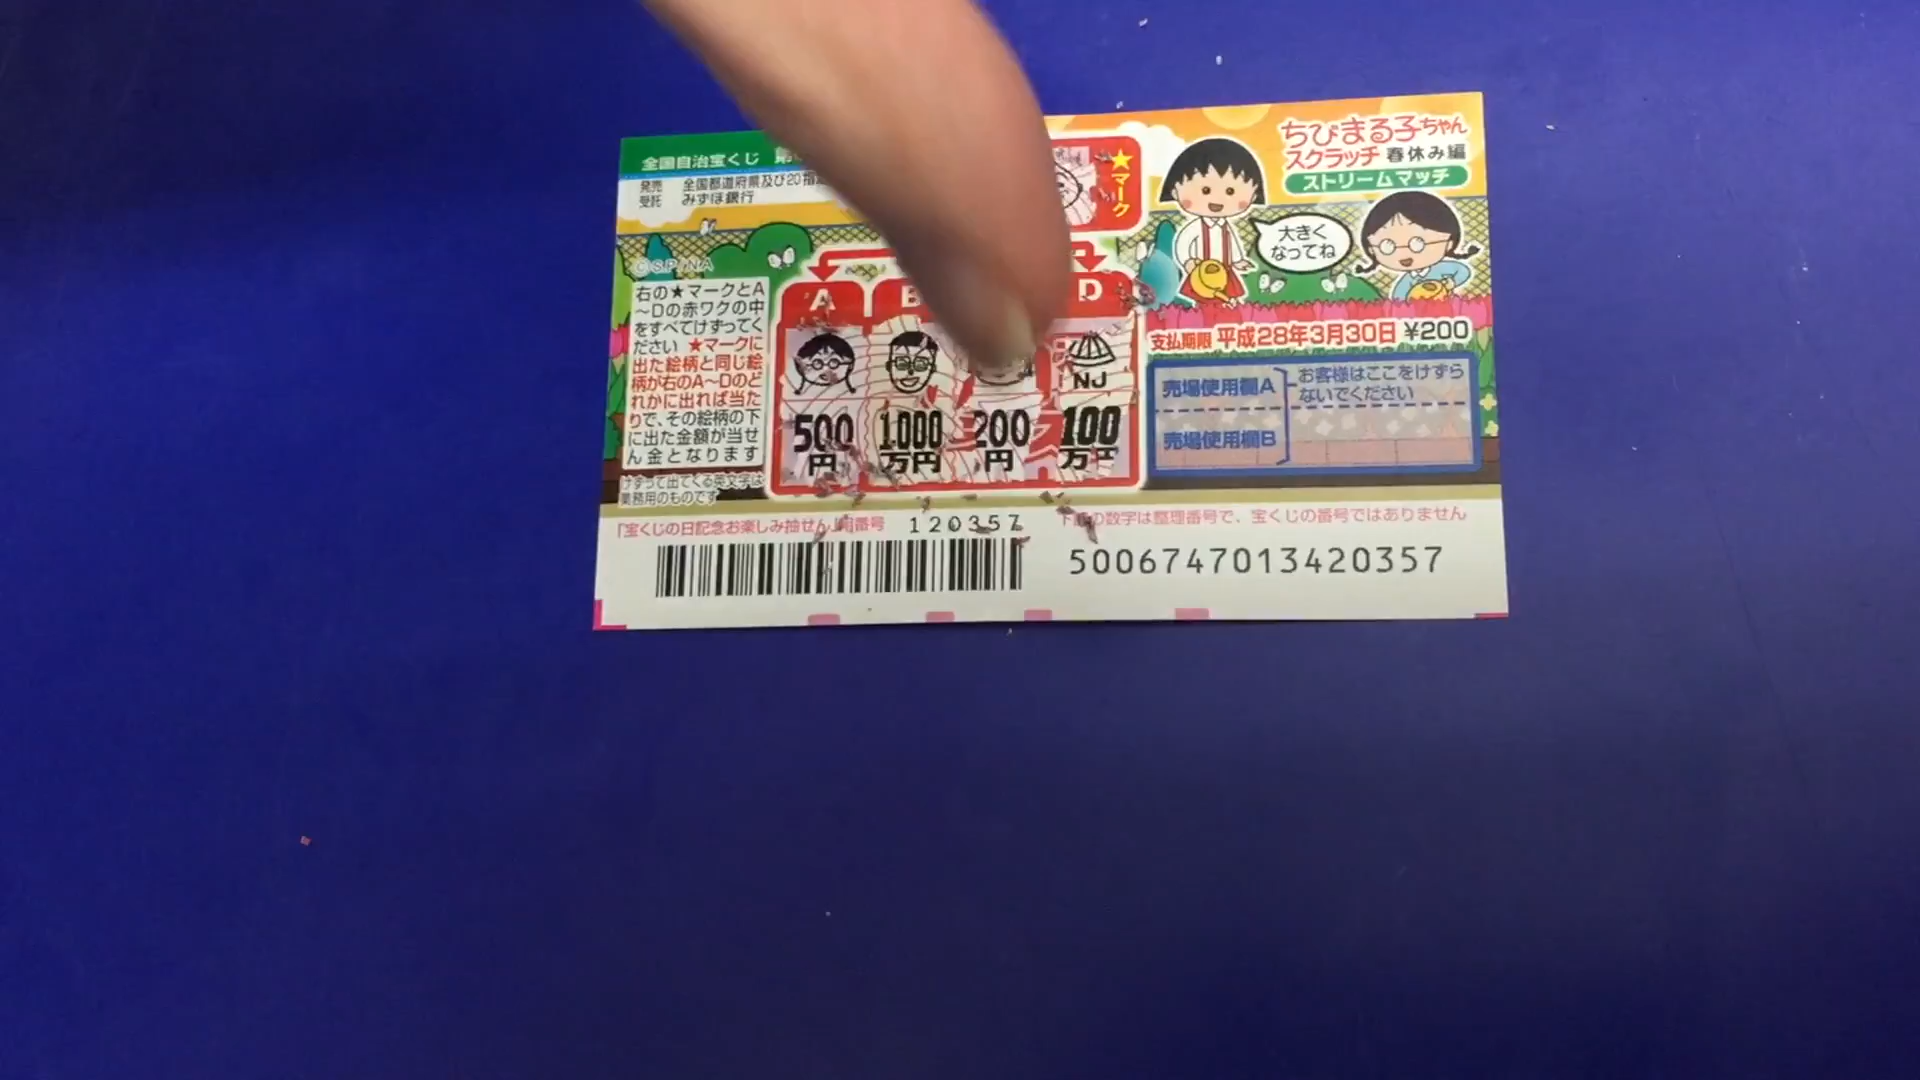 全国自治宝くじ
発売 全国都道府県及び20指
受託 みずほ銀行
★マーク
ちびまる子ちゃん
スクラッチ 春休み編
ストリームマッチ
大きく
なってね
右の★マークとA
~Dの赤ワクの中
をすべてけずってく
ださい ★マークに
出た絵柄と同じ絵
柄が右のA~Dのど
れかに出れば当た
りで、その絵柄の下
に出た金額が当せ
ん金となります
けずって出てくる英文字は
業務用のものです
A B D
NJ
500 1000 200 100
円 万円 円 万円
支払期限 平成28年3月30日 ¥200
売場使用欄A
お客様はここをけずら
ないでください
売場使用欄B
「宝くじの日記念お楽しみ抽せん」用番号 120357
の数字は整理番号で、宝くじの番号ではありません
5006747013420357